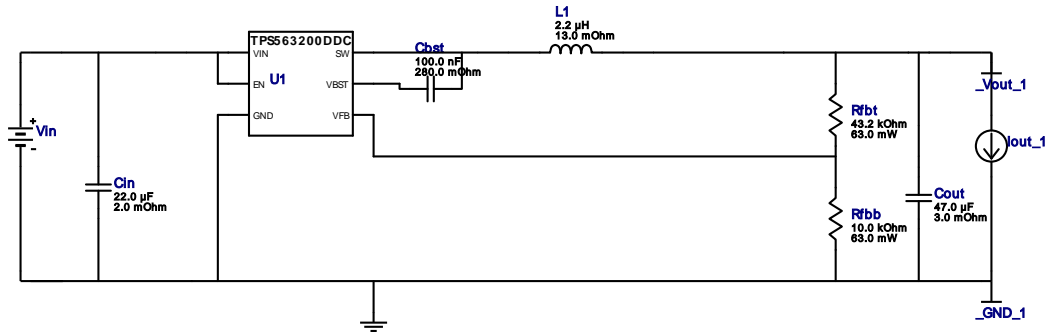 L1
2.2 µH
13.0 mOhm
TPS563200DDC
VIN
SW
EN
VBST
GND
VFB
U1
Cbst
100.0 nF
280.0 mOhm
Vin
+
-
Cin
22.0 µF
2.0 mOhm
Rfbt
43.2 kOhm
63.0 mW
Rfbb
10.0 kOhm
63.0 mW
Cout
47.0 µF
3.0 mOhm
_Vout_1
Iout_1
_GND_1